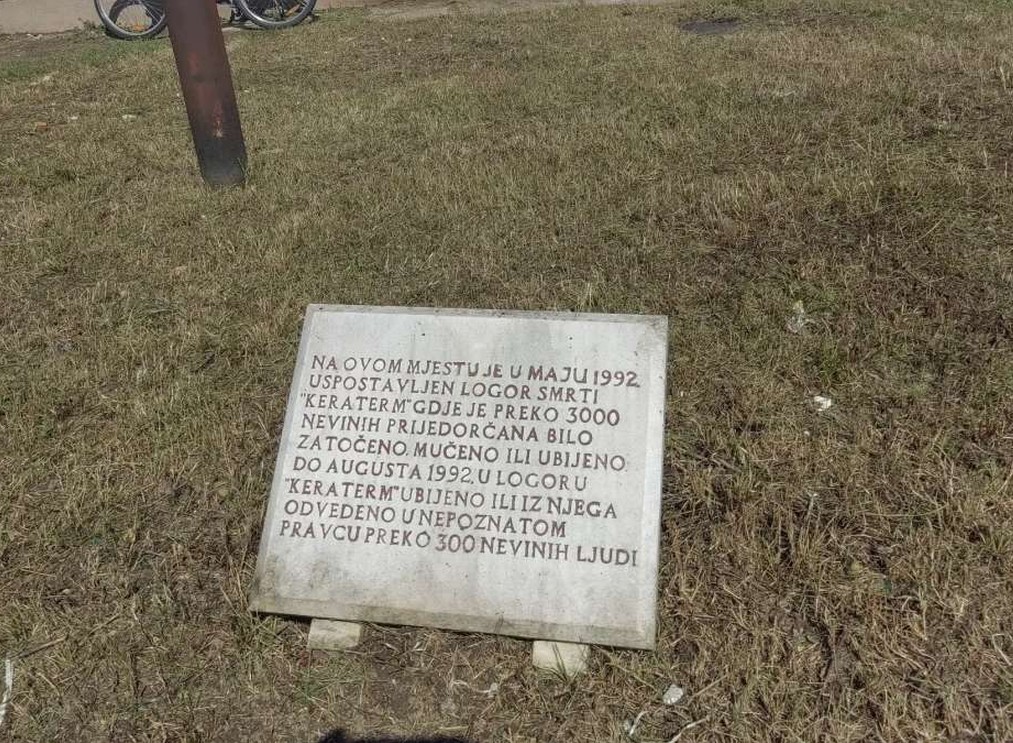 NA OVOM MJESTU JE U MAJU 1992.
USPOSTAVLJEN LOGOR SMRTI
"KERATERM" GDJE JE PREKO 3000
NEVINIH PRIJEDORČANA BILO
ZATOČENO, MUČENO ILI UBIJENO.
DO AUGUSTA 1992. U LOGORU
"KERATERM" UBIJENO ILI IZ NJEGA
ODVEDENO U NEPOZNATOM
PRAVCU PREKO 300 NEVINIH LJUDI